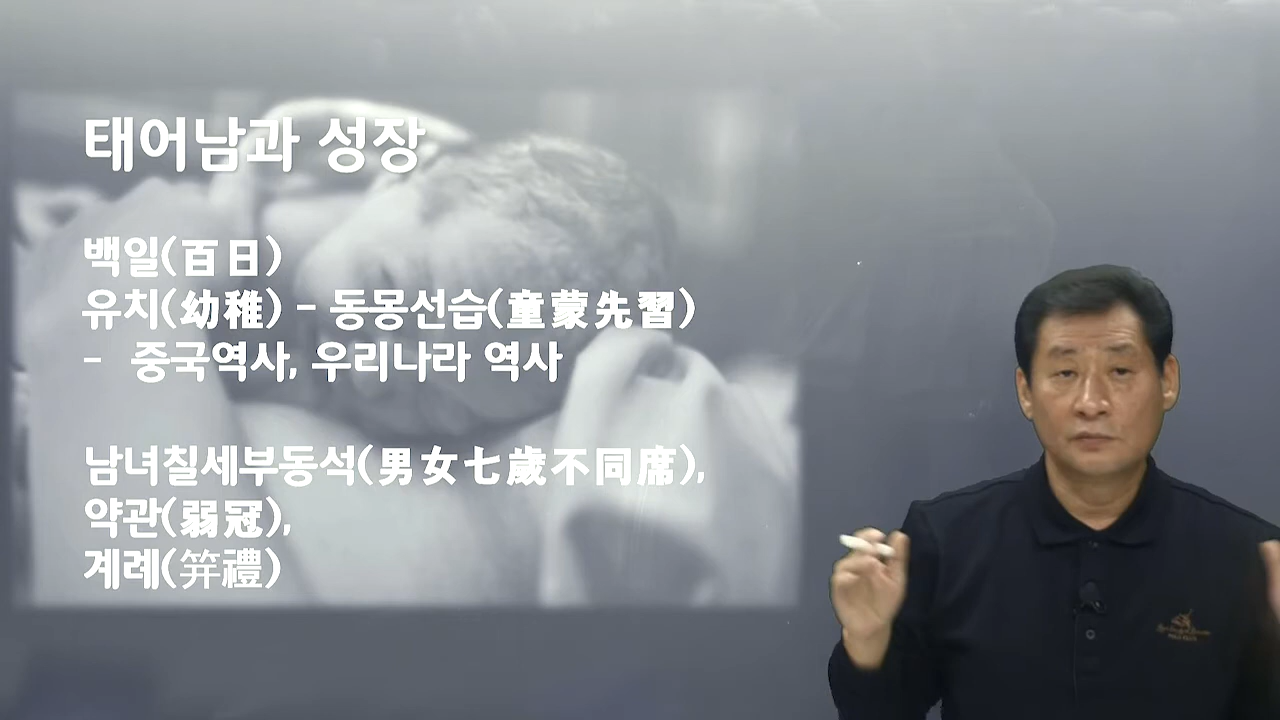 태어남과 성장
백일(百日)
유치(幼稚) - 동몽선습(童蒙先習)
- 중국역사, 우리나라 역사
남녀칠세부동석(男女七歲不同席),
약관(弱冠),
계례(筓禮)